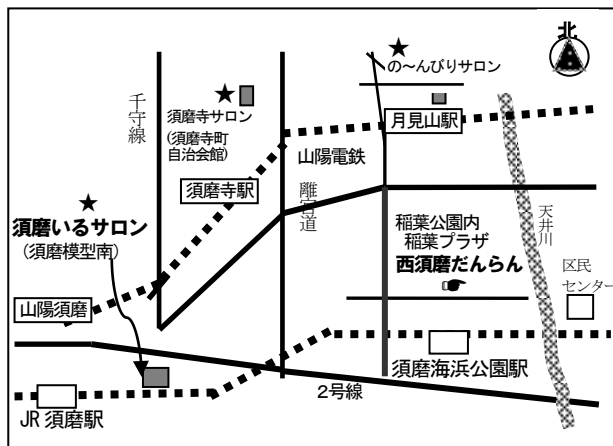 北
の～んびりサロン
千守線
須磨寺サロン
(須磨寺町
自治会館)
月見山駅
山陽電鉄
須磨寺駅
離宮道
須磨いるサロン
(須磨模型南)
稲葉公園内
稲葉プラザ
西須磨だんらん
天井川
区民
センター
山陽須磨
須磨海浜公園駅
2号線
JR 須磨駅